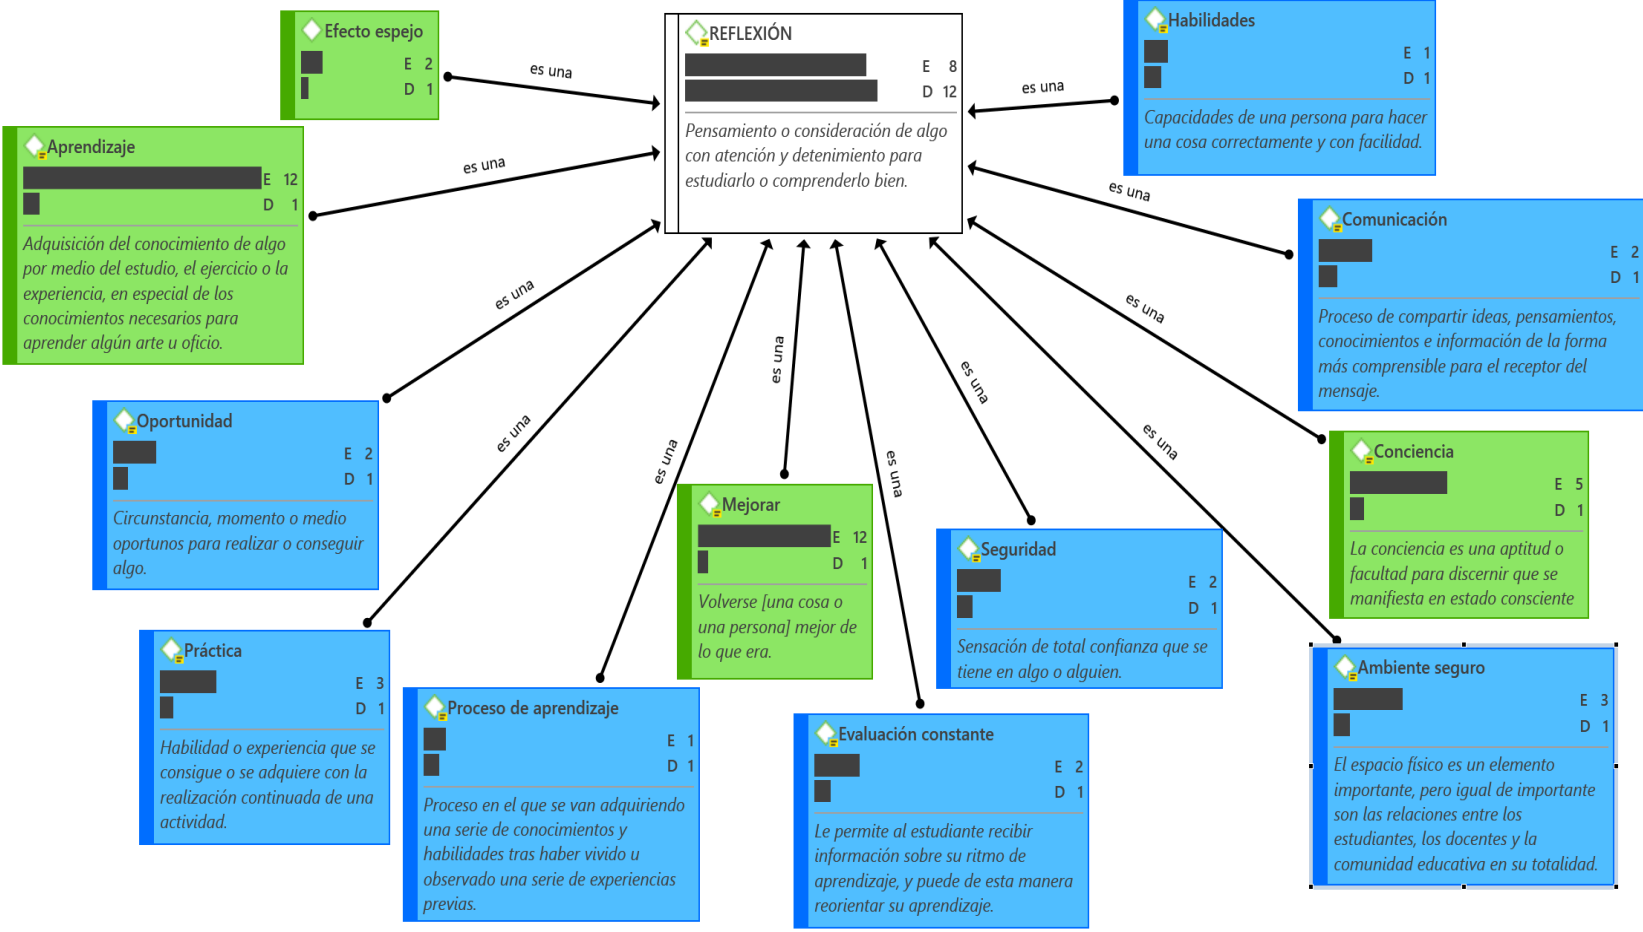 Efecto espejo
E 2
D 1
es una
REFLEXIÓN
E 8
D 12
Pensamiento o consideración de algo
con atención y detenimiento para
estudiarlo o comprenderlo bien.
es una
Habilidades
E 1
D 1
Capacidades de una persona para hacer
una cosa correctamente y con facilidad.
Aprendizaje
E 12
D 1
Adquisición del conocimiento de algo
por medio del estudio, el ejercicio o la
experiencia, en especial de los
conocimientos necesarios para
aprender algún arte u oficio.
es una
es una
Comunicación
E 2
D 1
Proceso de compartir ideas, pensamientos,
conocimientos e información de la forma
más comprensible para el receptor del
mensaje.
es una
es una
Oportunidad
E 2
D 1
Circunstancia, momento o medio
oportunos para realizar o conseguir
algo.
es una
es una
es una
es una
es una
es una
Conciencia
E 5
D 1
La conciencia es una aptitud o
facultad para discernir que se
manifiesta en estado consciente
Mejorar
E 12
D 1
Volverse [una cosa o
una persona] mejor de
lo que era.
Seguridad
E 2
D 1
Sensación de total confianza que se
tiene en algo o alguien.
Práctica
E 3
D 1
Habilidad o experiencia que se
consigue o se adquiere con la
realización continuada de una
actividad.
Proceso de aprendizaje
E 1
D 1
Proceso en el que se van adquiriendo
una serie de conocimientos y
habilidades tras haber vivido u
observado una serie de experiencias
previas.
Evaluación constante
E 2
D 1
Le permite al estudiante recibir
información sobre su ritmo de
aprendizaje, y puede de esta manera
reorientar su aprendizaje.
Ambiente seguro
E 3
D 1
El espacio físico es un elemento
importante, pero igual de importante
son las relaciones entre los
estudiantes, los docentes y la
comunidad educativa en su totalidad.